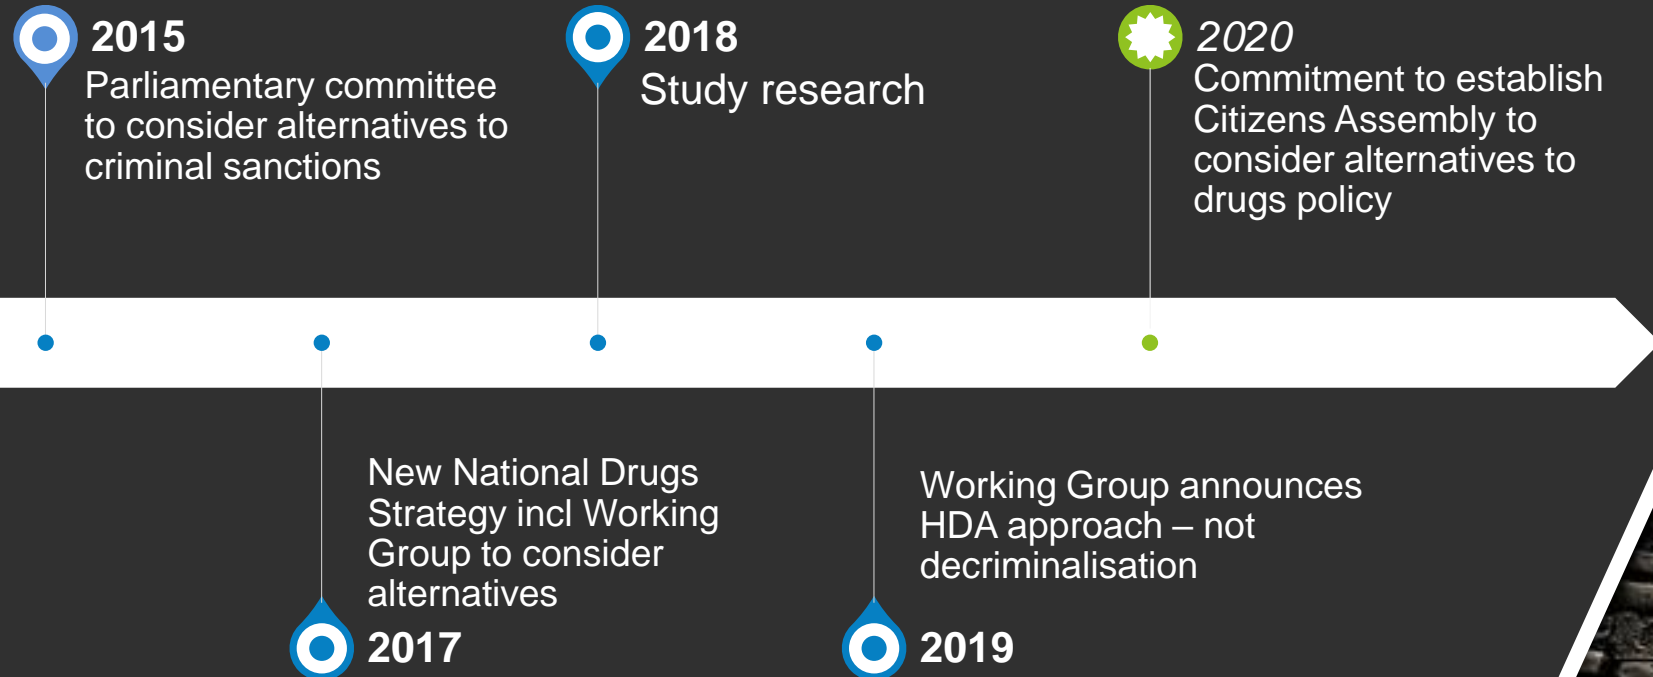 2015
Parliamentary committee
to consider alternatives to
criminal sanctions
2018
Study research
2020
Commitment to establish
Citizens Assembly to
consider alternatives to
drugs policy
New National Drugs
Strategy incl Working
Group to consider
alternatives
2017
Working Group announces
HDA approach – not
decriminalisation
2019